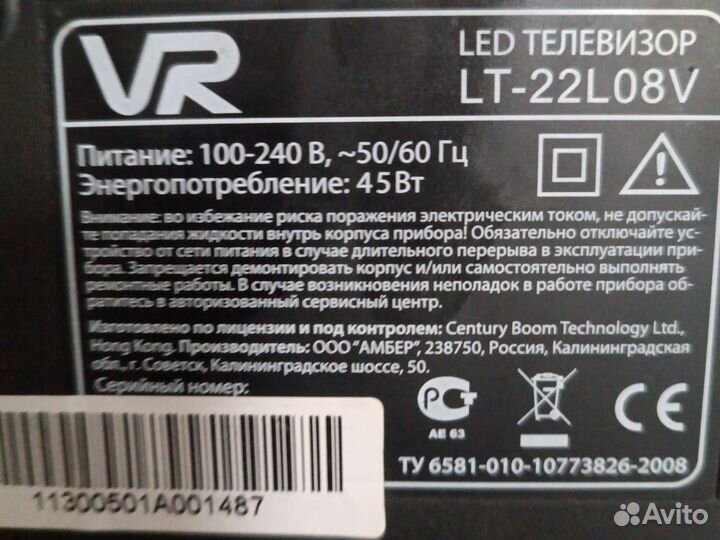 VR
LED ТЕЛЕВИЗОР
LT-22L08V
Питание: 100-240 В, ~50/60 Гц
Энергопотребление: 45Вт
Внимание: во избежание риска поражения электрическим током, не допускай-
те попадания жидкости внутрь корпуса прибора! Обязательно отключайте ус-
тройство от сети питания в случае длительного перерыва в эксплуатации при-
бора. Запрещается демонтировать корпус и/или самостоятельно выполнять
ремонтные работы. В случае возникновения неполадок в работе прибора об-
ратитесь в авторизованный сервисный центр.
Изготовлено по лицензии и под контролем: Century Boom Technology Ltd.,
Hong Kong. Производитель: ООО "АМБЕР", 238750, Россия, Калининградская
обл., г. Советск, Калининградское шоссе, 50.
Серийный номер:
РСТ
АЕ 63
CE
ТУ 6581-010-10773826-2008
11300501A001487
Avito